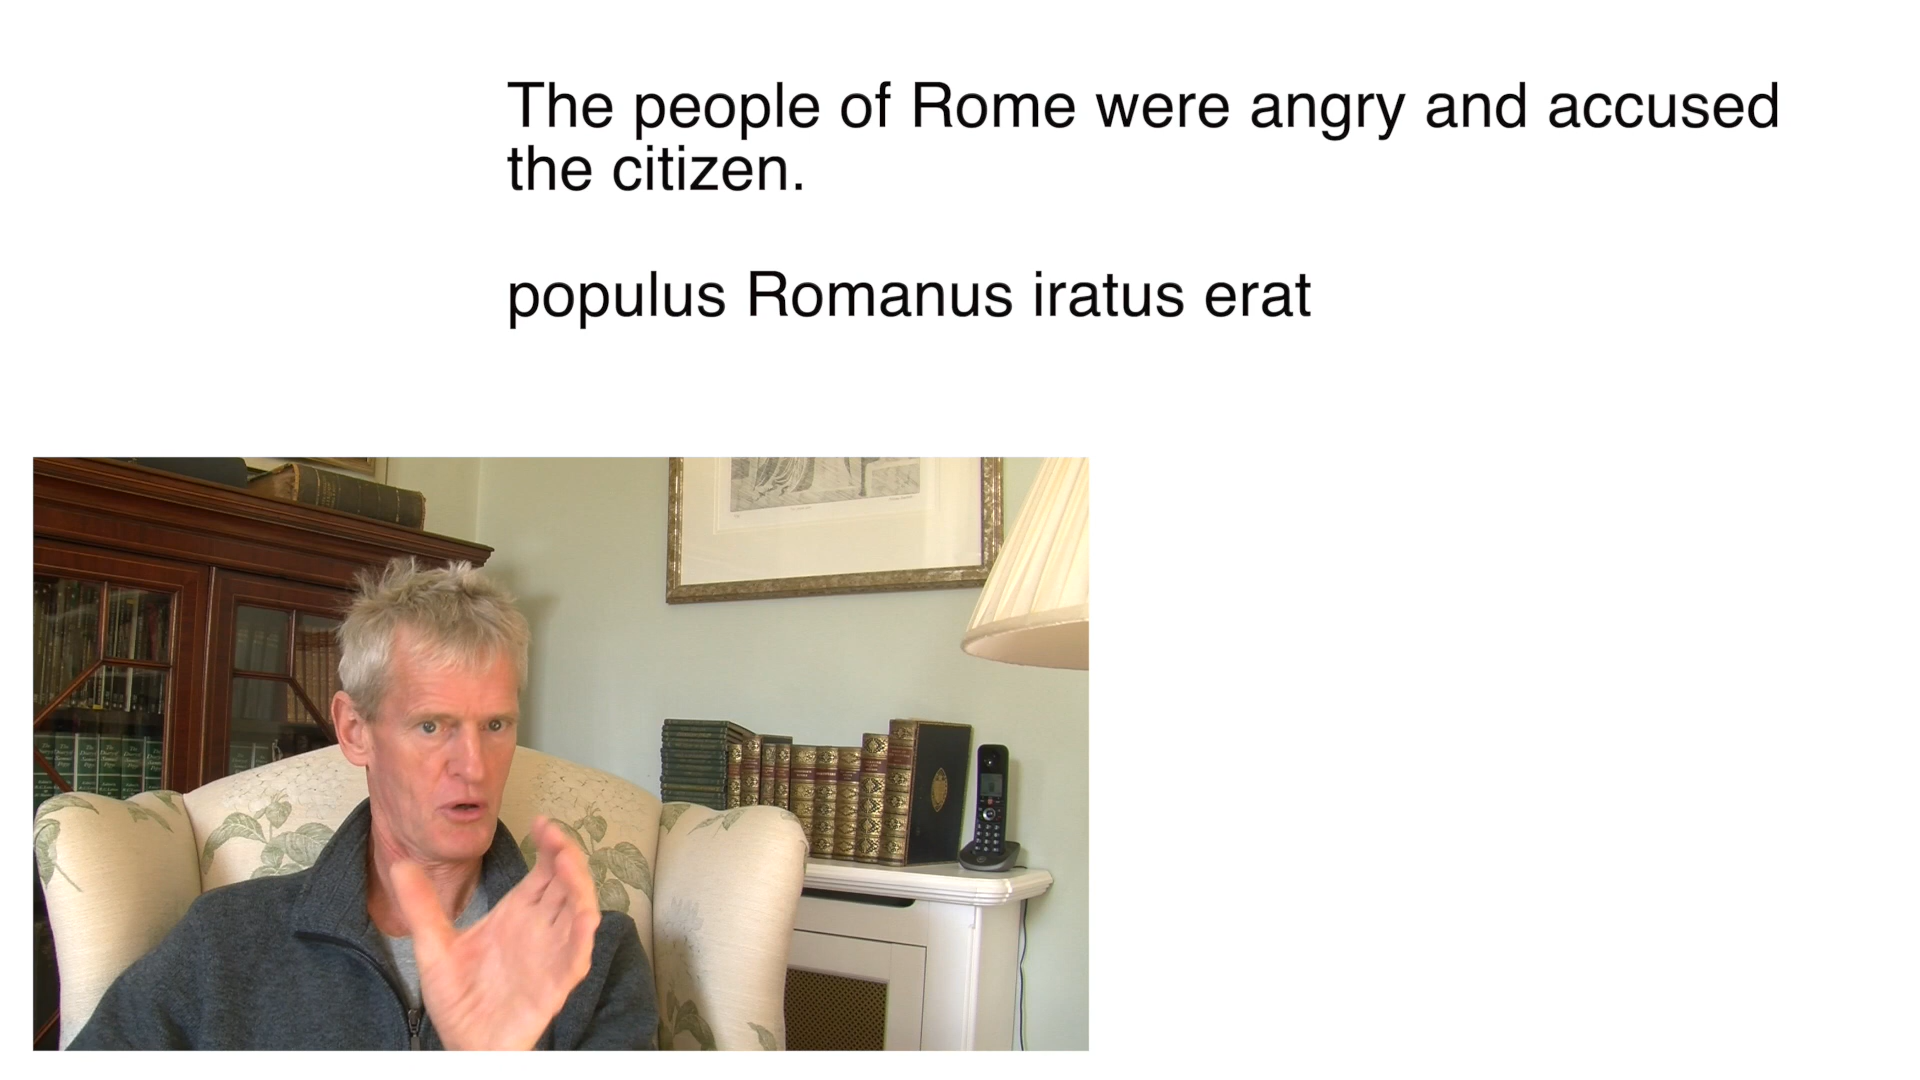 The people of Rome were angry and accused
the citizen.
populus Romanus iratus erat